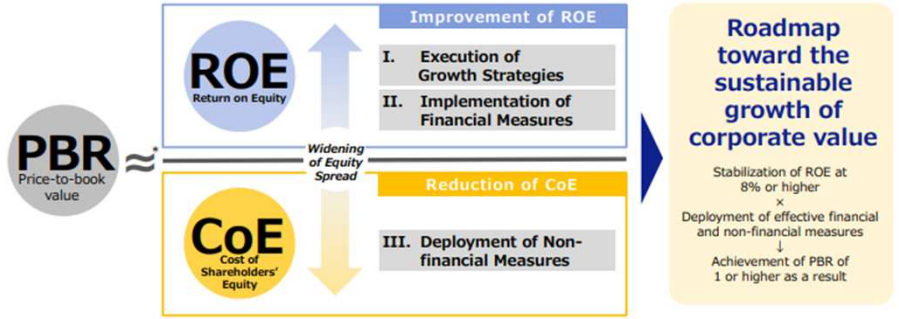 PBR
Price-to-book
value
≈*
Improvement of ROE
ROE
Return on Equity
I. Execution of
Growth Strategies
II. Implementation of
Financial Measures
Widening
of Equity
Spread
Reduction of CoE
CoE
Cost of
Shareholders'
Equity
III. Deployment of Non-
financial Measures
Roadmap
toward the
sustainable
growth of
corporate value
Stabilization of ROE at
8% or higher
×
Deployment of effective financial
and non-financial measures
↓
Achievement of PBR of
1 or higher as a result